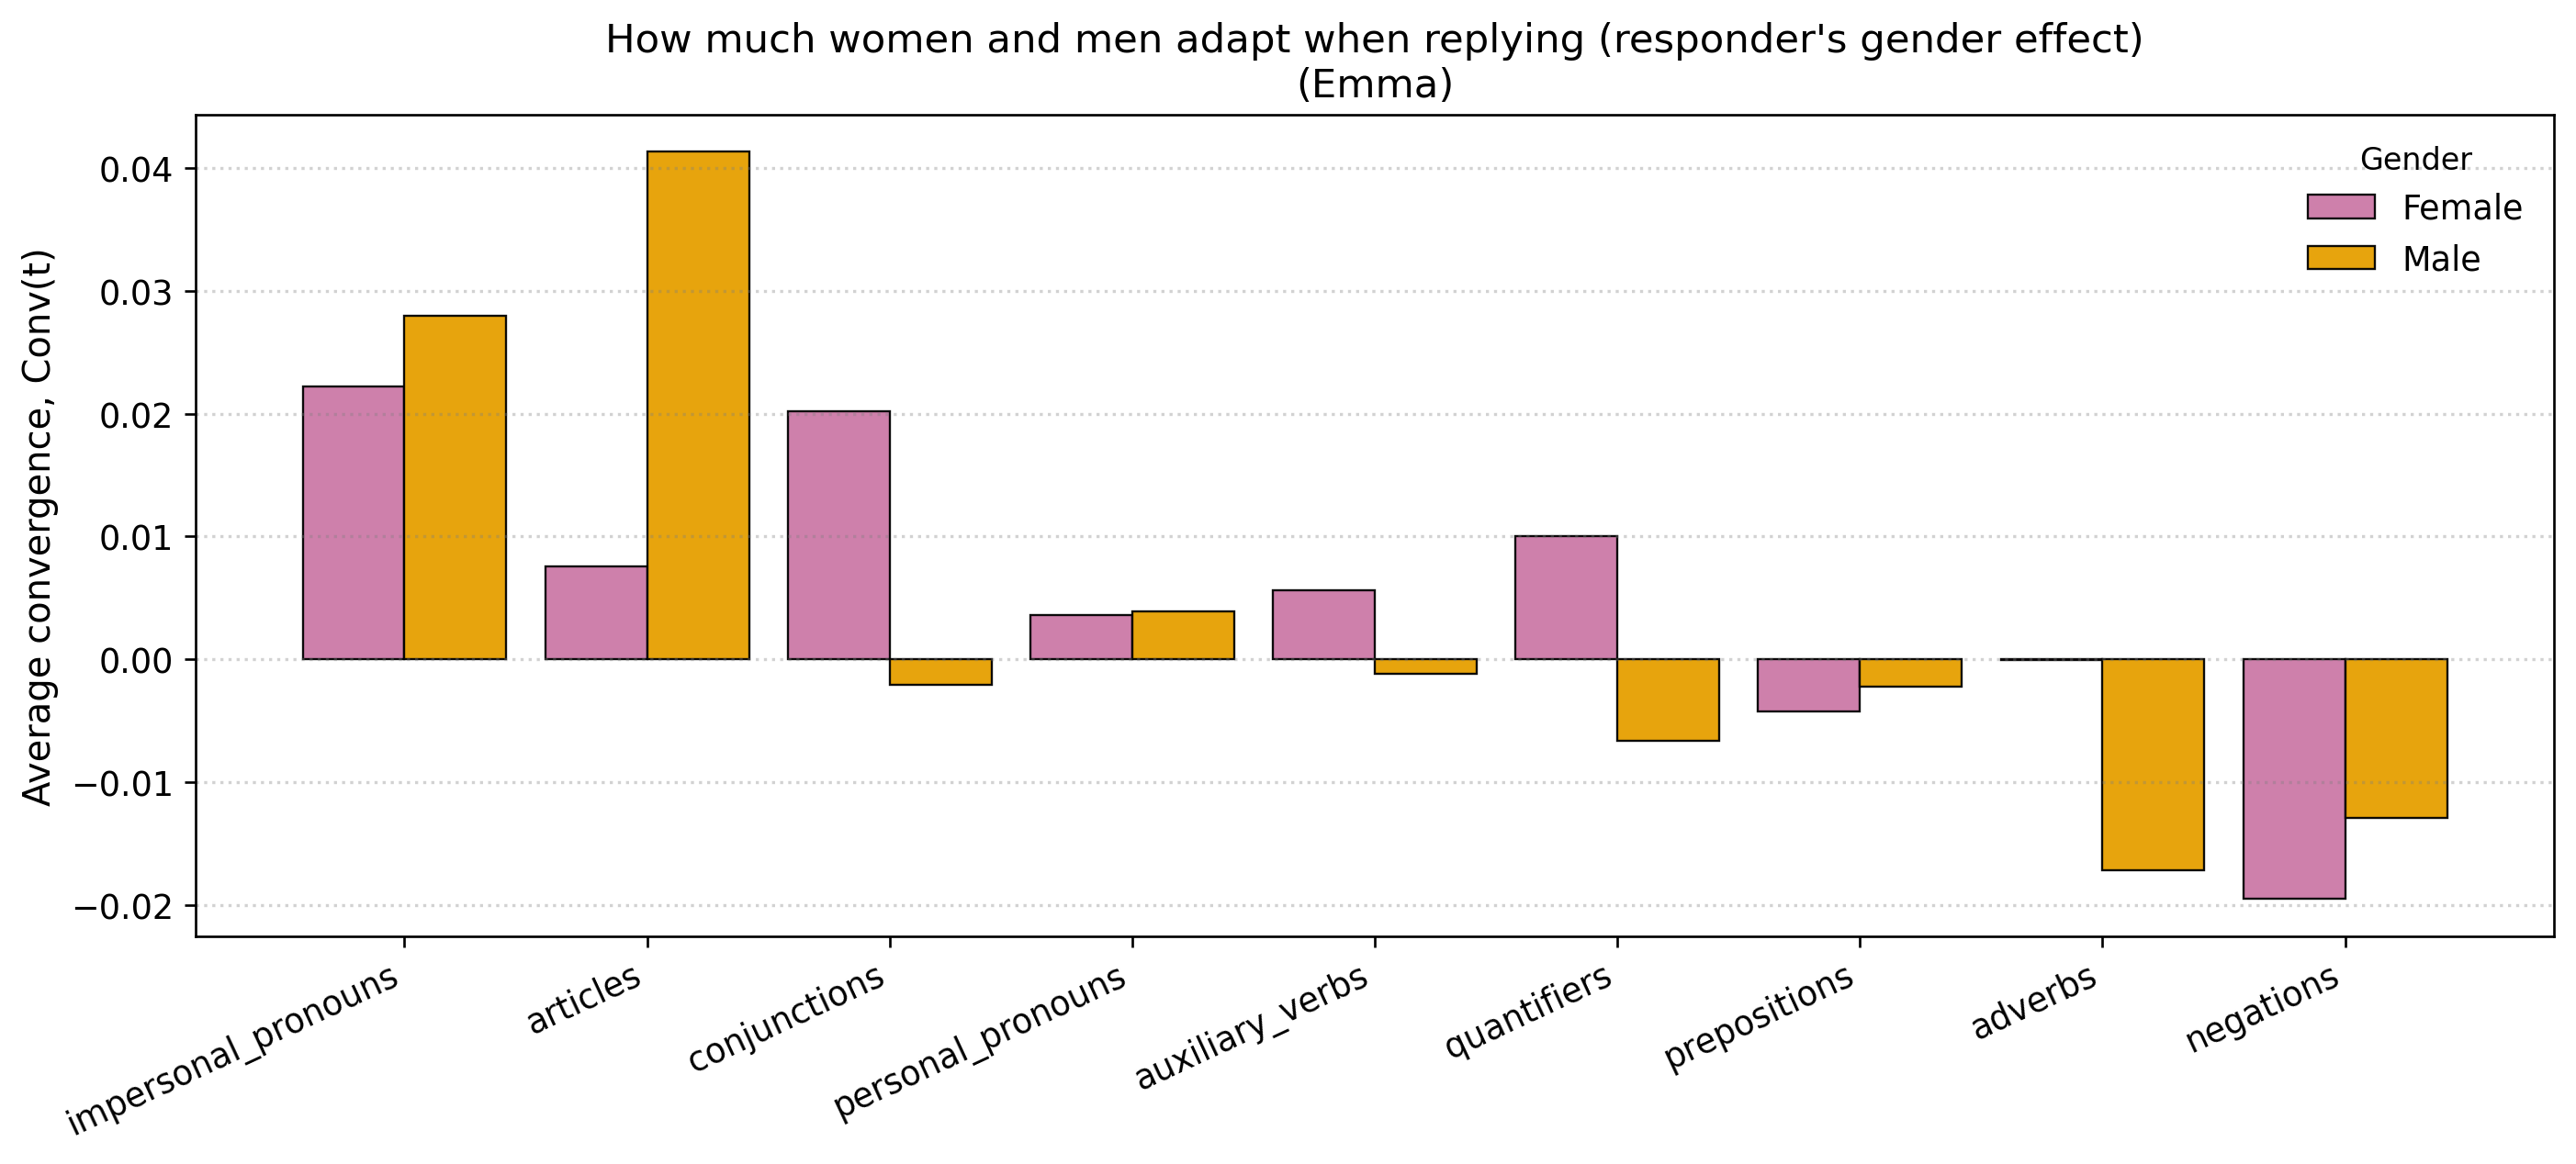 How much women and men adapt when replying (responder's gender effect)
(Emma)
Average convergence, Conv(t)
0.04
0.03
0.02
0.01
0.00
−0.01
−0.02
Gender
Female
Male
impersonal_pronouns
articles
conjunctions
personal_pronouns
auxiliary_verbs
quantifiers
prepositions
adverbs
negations